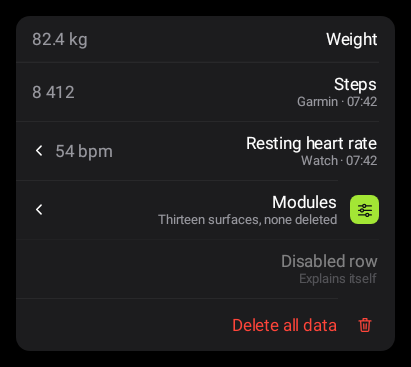 Weight
82.4 kg
Steps
Garmin · 07:42
8 412
Resting heart rate
Watch · 07:42
54 bpm
Modules
Thirteen surfaces, none deleted
Disabled row
Explains itself
Delete all data